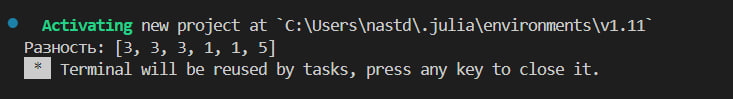 Activating new project at `C:\Users\nastd\.julia\environments\v1.11`
Разность: [3, 3, 3, 1, 1, 5]
* Terminal will be reused by tasks, press any key to close it.